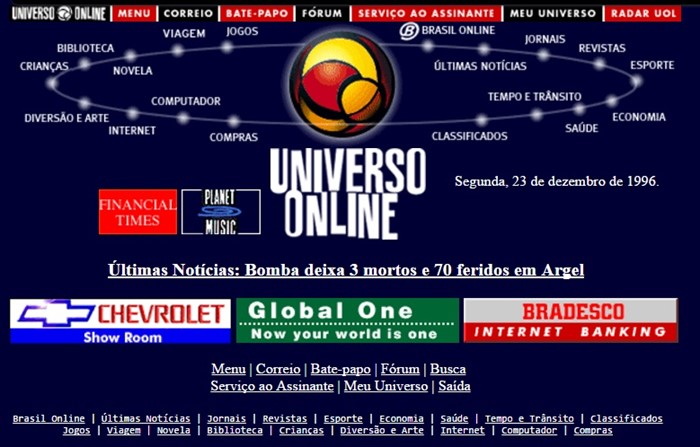 UNIVERSO ONLINE MENU CORREIO BATE-PAPO FÓRUM SERVIÇO AO ASSINANTE MEU UNIVERSO RADAR UOL
BIBLIOTECA
VIAGEM
JOGOS
B BRASIL ONLINE
JORNAIS
REVISTAS
CRIANÇAS
NOVELA
ÚLTIMAS NOTÍCIAS
ESPORTE
DIVERSÃO E ARTE
INTERNET
COMPUTADOR
COMPRAS
CLASSIFICADOS
TEMPO E TRÂNSITO
SAÚDE
ECONOMIA
UNIVERSO
ONLINE
Segunda, 23 de dezembro de 1996.
FINANCIAL
TIMES
PLANET
MUSIC
Últimas Notícias: Bomba deixa 3 mortos e 70 feridos em Argel
CHEVROLET
Show Room
Global One
Now your world is one
BRADESCO
INTERNET BANKING
Menu | Correio | Bate-papo | Fórum | Busca
Serviço ao Assinante | Meu Universo | Saída
Brasil Online | Últimas Notícias | Jornais | Revistas | Esporte | Economia | Saúde | Tempo e Trânsito | Classificados
Jogos | Viagem | Novela | Biblioteca | Crianças | Diversão e Arte | Internet | Computador | Compras